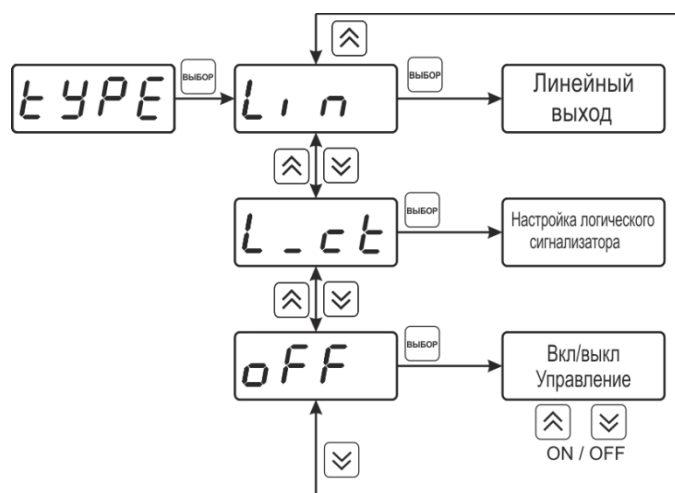 tYPE
ВЫБОР
Lin
ВЫБОР
Линейный
выход
L_ct
ВЫБОР
Настройка логического
сигнализатора
oFF
ВЫБОР
Вкл/выкл
Управление
ON / OFF